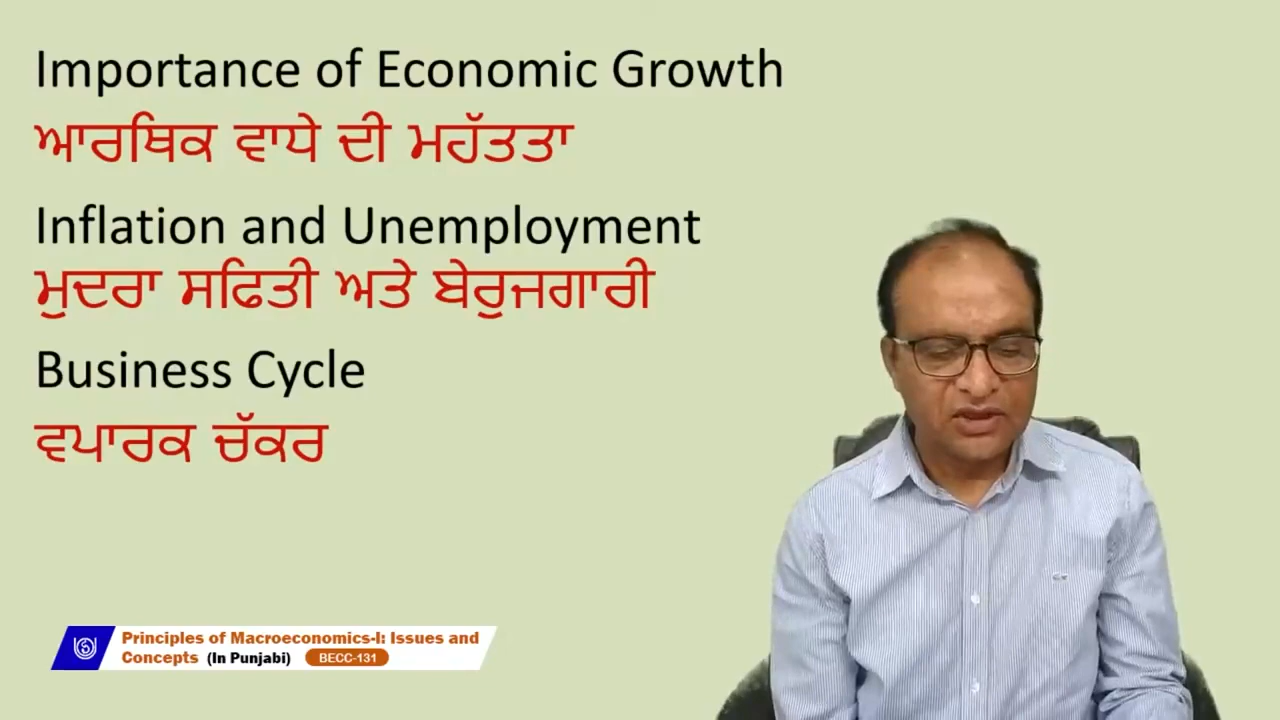 Importance of Economic Growth
ਆਰਥਿਕ ਵਾਧੇ ਦੀ ਮਹੱਤਤਾ
Inflation and Unemployment
ਮੁਦਰਾ ਸਫਿਤੀ ਅਤੇ ਬੇਰੁਜਗਾਰੀ
Business Cycle
ਵਪਾਰਕ ਚੱਕਰ
Principles of Macroeconomics-I: Issues and
Concepts (In Punjabi) BECC-131